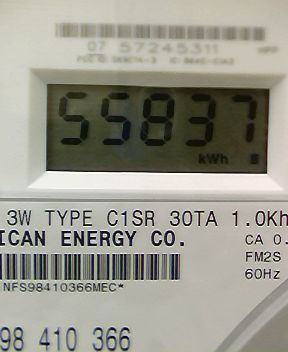 07 57245311
55837
kWh
3W TYPE C1SR 30TA 1.0Kh
ICAN ENERGY CO.
CA 0.
FM2S
60Hz
NFS98410366MEC*
98 410 366